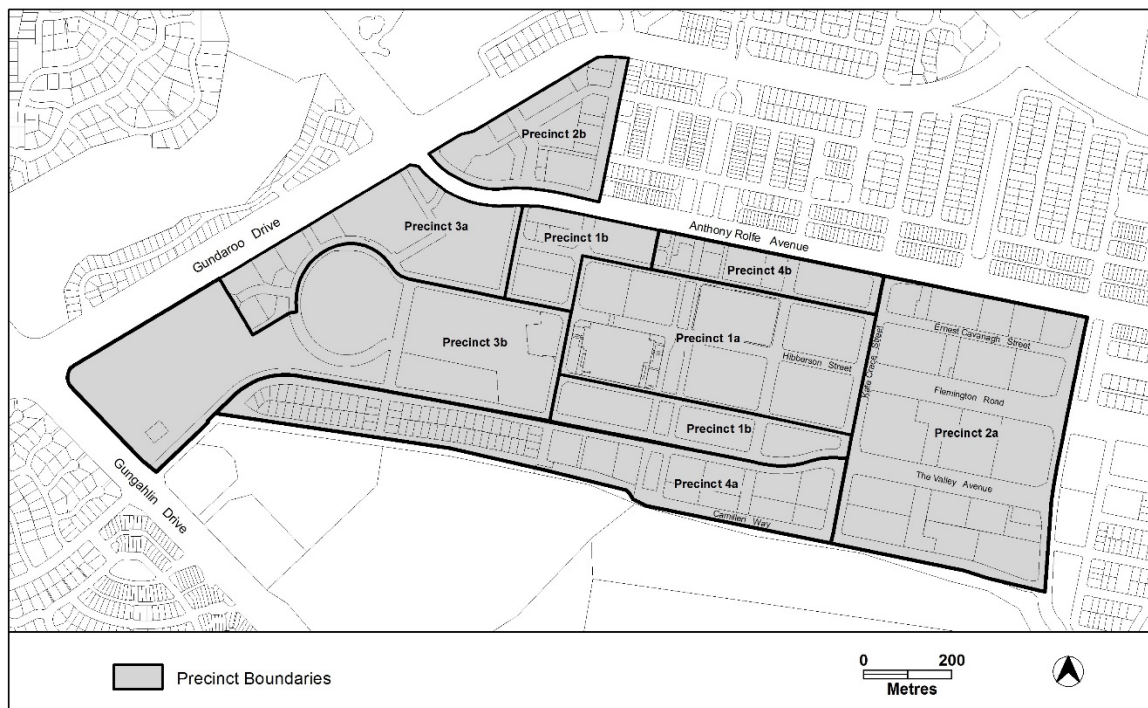 Precinct 2b
Precinct 3a
Gundaroo Drive
Precinct 1b
Anthony Rolfe Avenue
Precinct 4b
Ernest Cavanagh Street
Precinct 3b
Precinct 1a
Hibberson Street
Kate Crace Street
Flemington Road
Precinct 1b
Precinct 2a
The Valley Avenue
Precinct 4a
Camilleri Way
Gungahlin Drive
Precinct Boundaries
0 200
Metres